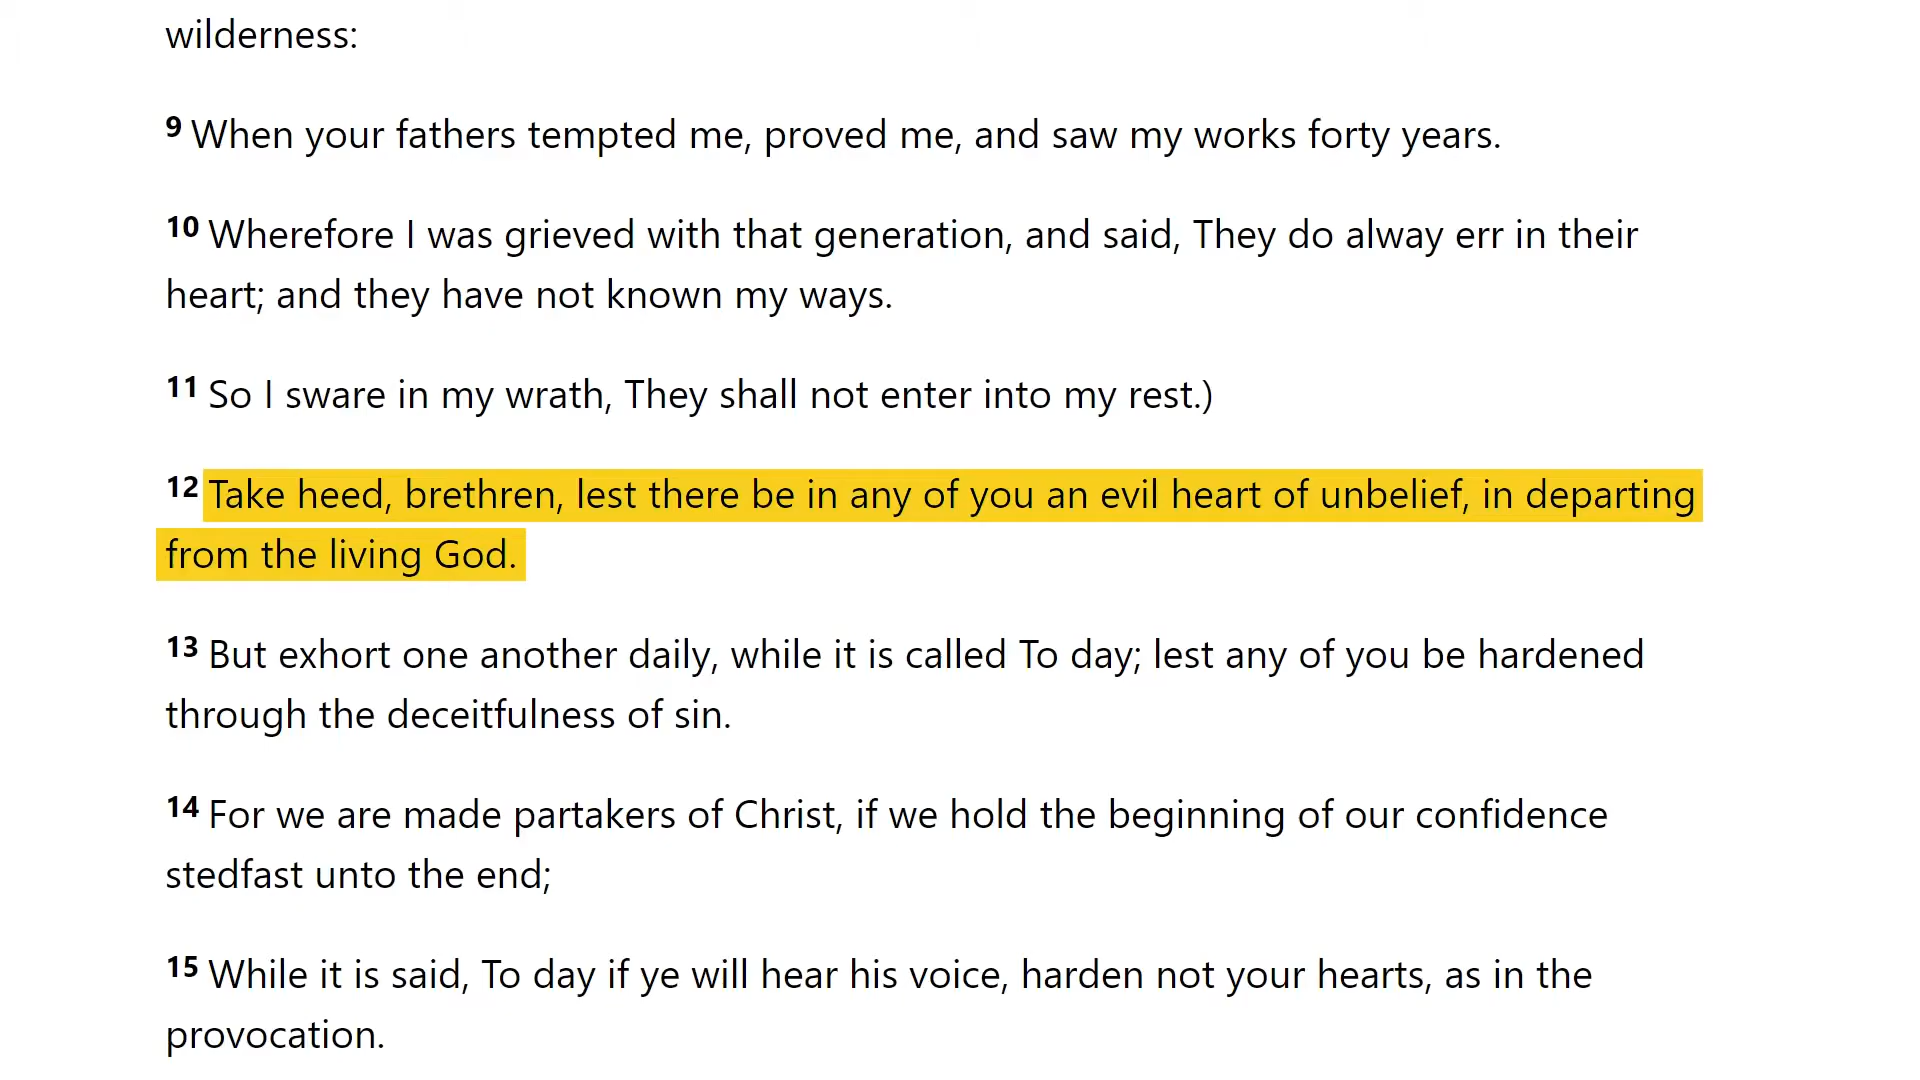 wilderness:
9 When your fathers tempted me, proved me, and saw my works forty years.
10 Wherefore I was grieved with that generation, and said, They do alway err in their
heart; and they have not known my ways.
11 So I sware in my wrath, They shall not enter into my rest.)
12 Take heed, brethren, lest there be in any of you an evil heart of unbelief, in departing
from the living God.
13 But exhort one another daily, while it is called To day; lest any of you be hardened
through the deceitfulness of sin.
14 For we are made partakers of Christ, if we hold the beginning of our confidence
stedfast unto the end;
15 While it is said, To day if ye will hear his voice, harden not your hearts, as in the
provocation.